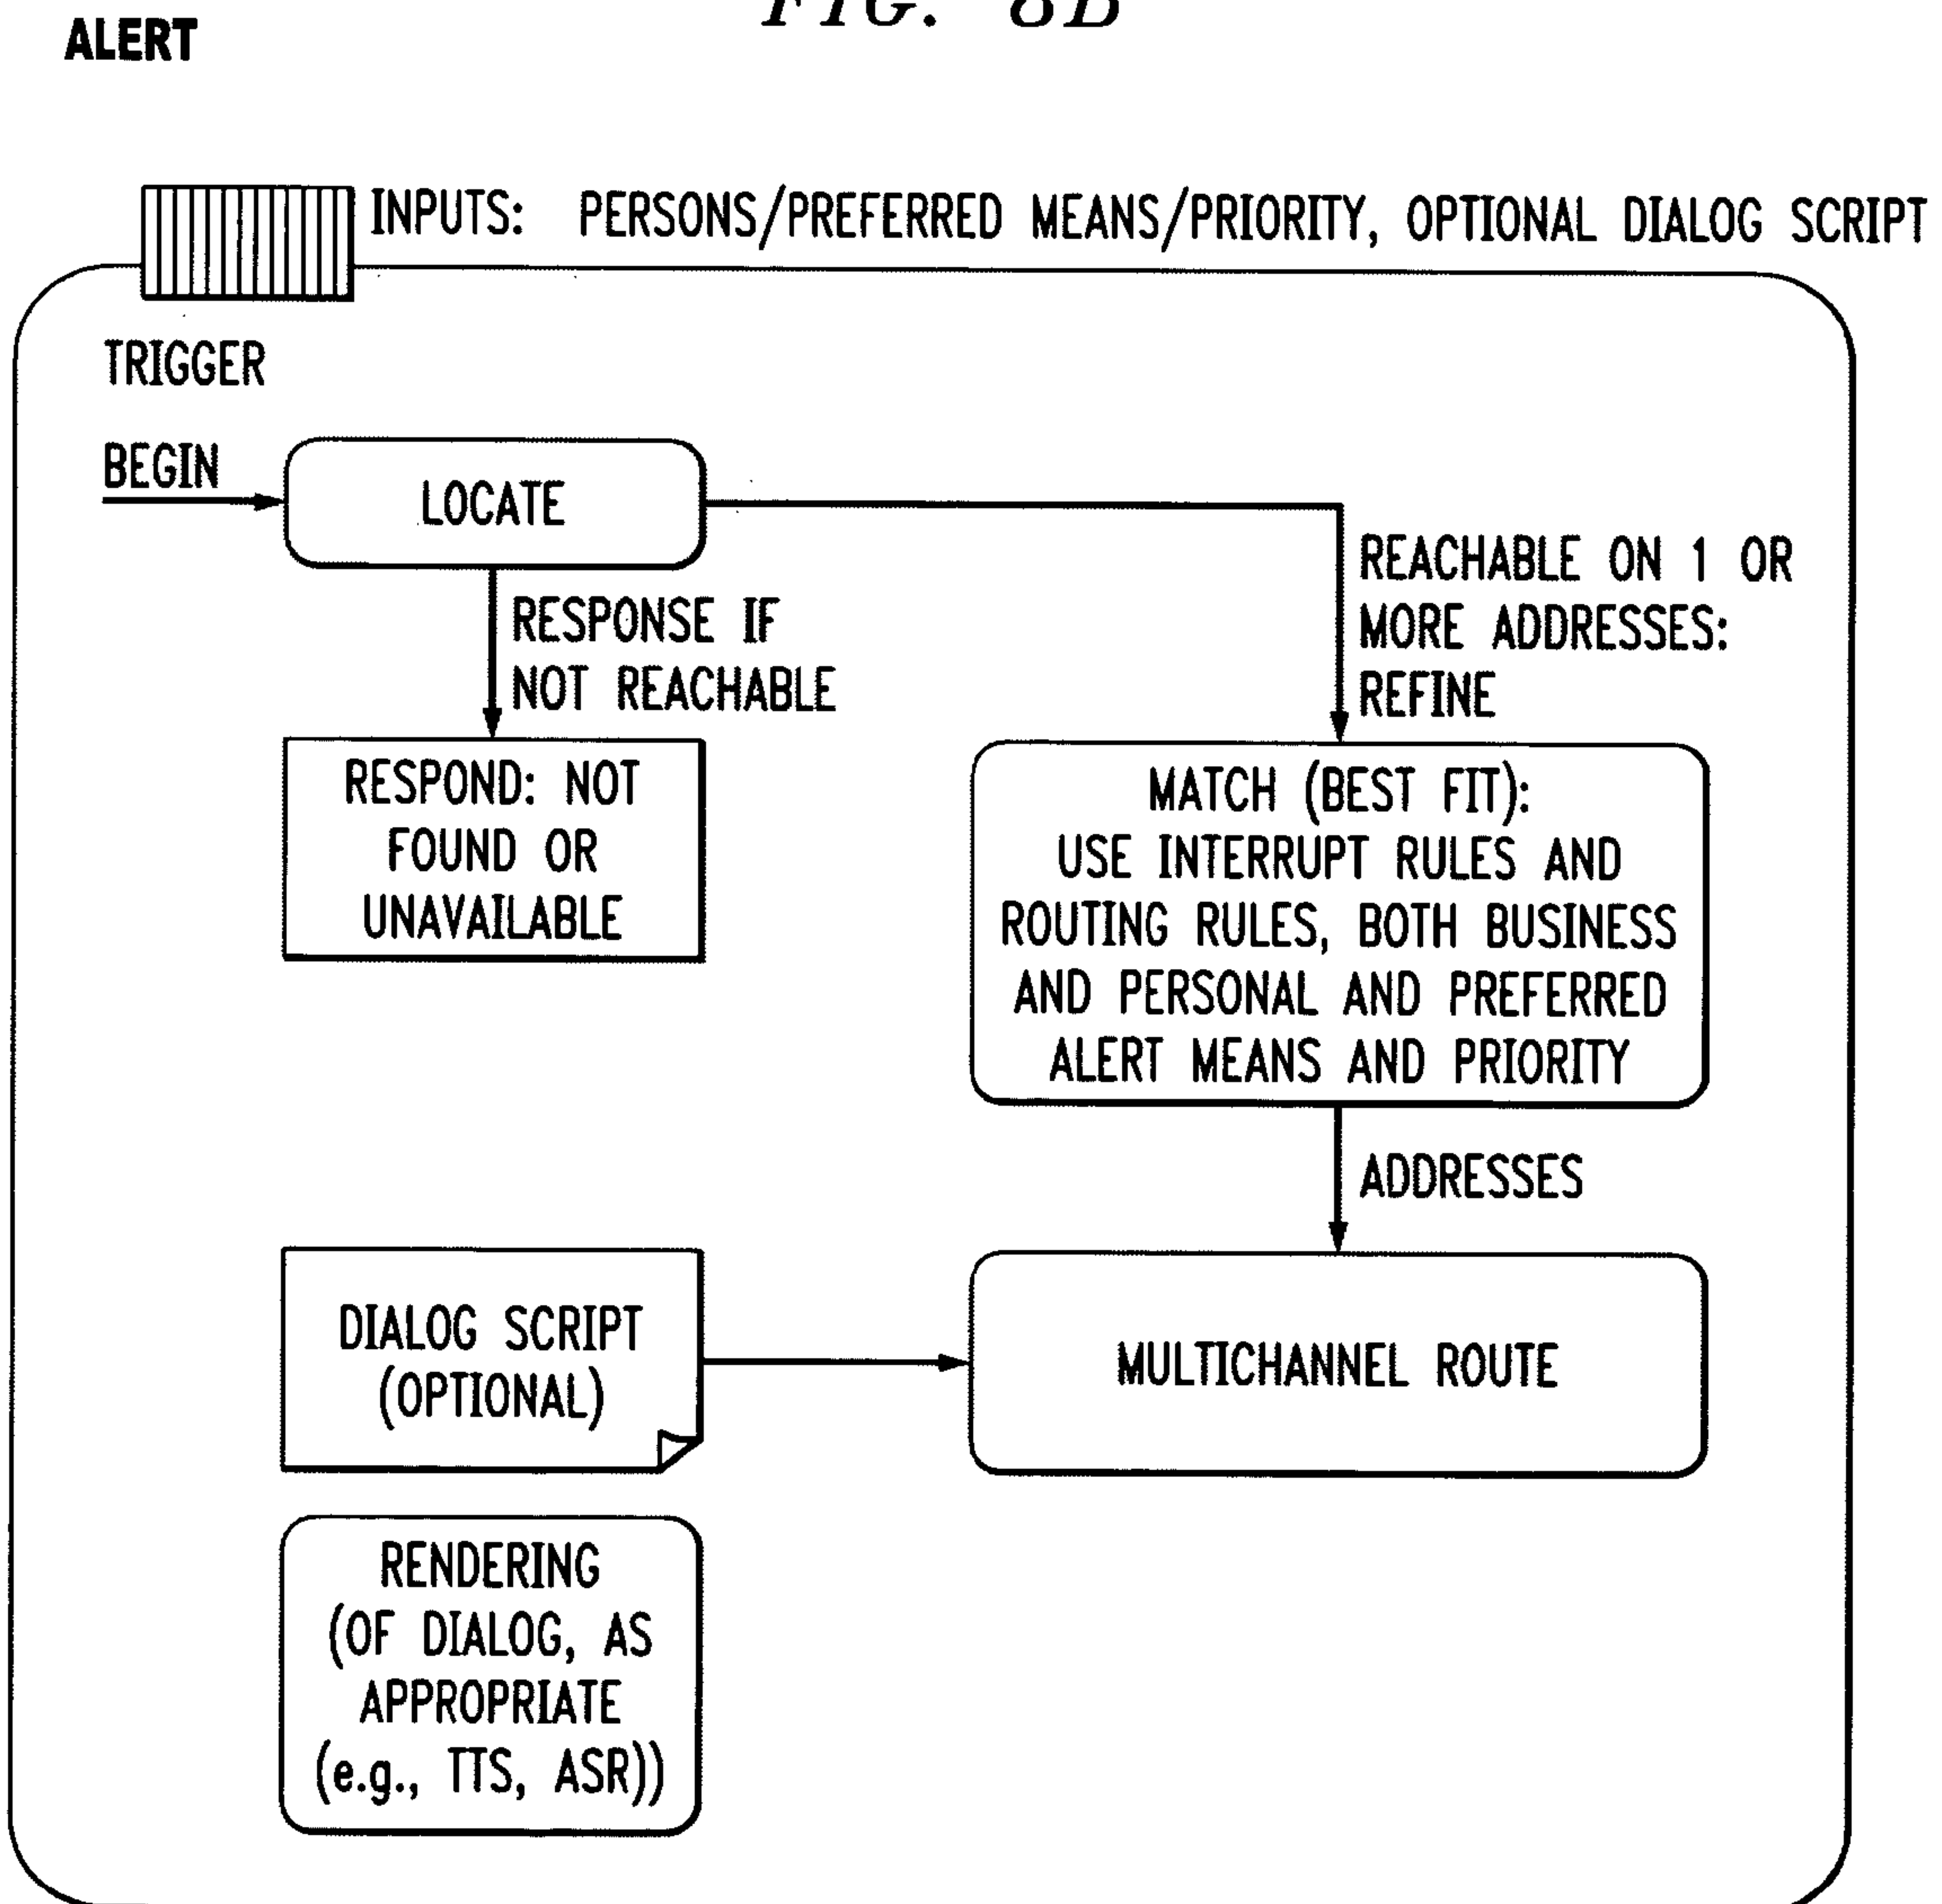 FIG. 8B
ALERT
INPUTS: PERSONS/PREFERRED MEANS/PRIORITY, OPTIONAL DIALOG SCRIPT
TRIGGER
BEGIN
LOCATE
REACHABLE ON 1 OR
MORE ADDRESSES:
REFINE
RESPONSE IF
NOT REACHABLE
RESPOND: NOT
FOUND OR
UNAVAILABLE
MATCH (BEST FIT):
USE INTERRUPT RULES AND
ROUTING RULES, BOTH BUSINESS
AND PERSONAL AND PREFERRED
ALERT MEANS AND PRIORITY
ADDRESSES
DIALOG SCRIPT
(OPTIONAL)
MULTICHANNEL ROUTE
RENDERING
(OF DIALOG, AS
APPROPRIATE
(e.g., TTS, ASR))